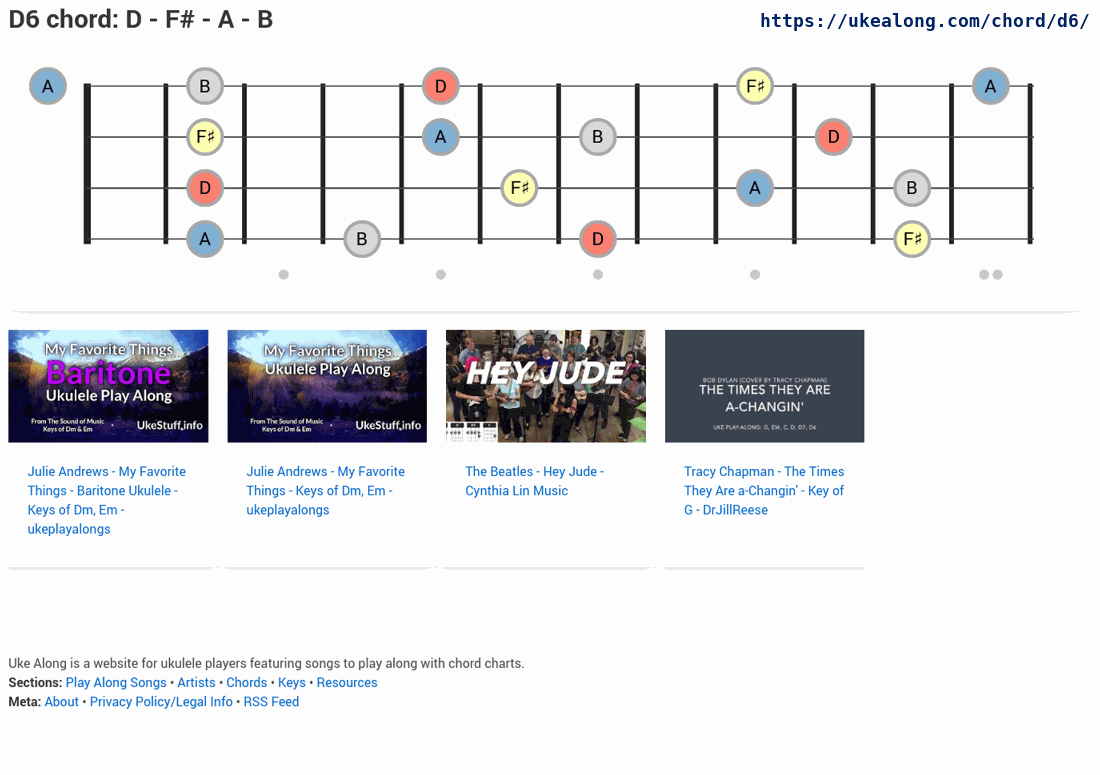 D6 chord: D - F# - A - B
https://ukealong.com/chord/d6/
A B D F♯ A
F♯ A B D
D F♯ A B
A B D F♯
My Favorite Things
Baritone
Ukulele Play Along
From The Sound of Music
Keys of Dm & Em
UkeStuff.info
My Favorite Things
Ukulele Play Along
From The Sound of Music
Keys of Dm & Em
UkeStuff.info
HEY JUDE
BOB DYLAN (COVER BY TRACY CHAPMAN)
THE TIMES THEY ARE
A-CHANGIN'
UKE PLAY-ALONG: G, EM, C, D, D7, D6
Julie Andrews - My Favorite
Things - Baritone Ukulele -
Keys of Dm, Em -
ukeplayalongs
Julie Andrews - My Favorite
Things - Keys of Dm, Em -
ukeplayalongs
The Beatles - Hey Jude -
Cynthia Lin Music
Tracy Chapman - The Times
They Are a-Changin' - Key of
G - DrJillReese
Uke Along is a website for ukulele players featuring songs to play along with chord charts.
Sections: Play Along Songs • Artists • Chords • Keys • Resources
Meta: About • Privacy Policy/Legal Info • RSS Feed